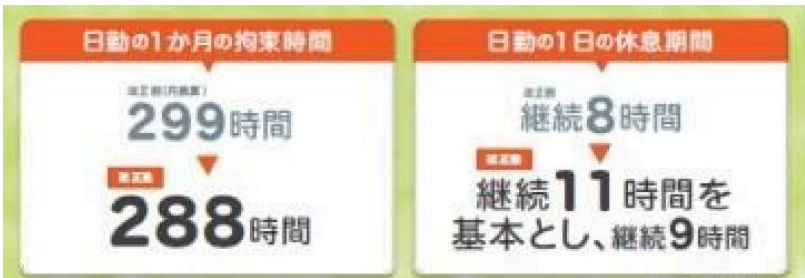 日勤の1か月の拘束時間
改正前(月換算)
299時間
改正後
288時間
日勤の1日の休息期間
改正前
継続8時間
改正後
継続11時間を
基本とし、継続9時間